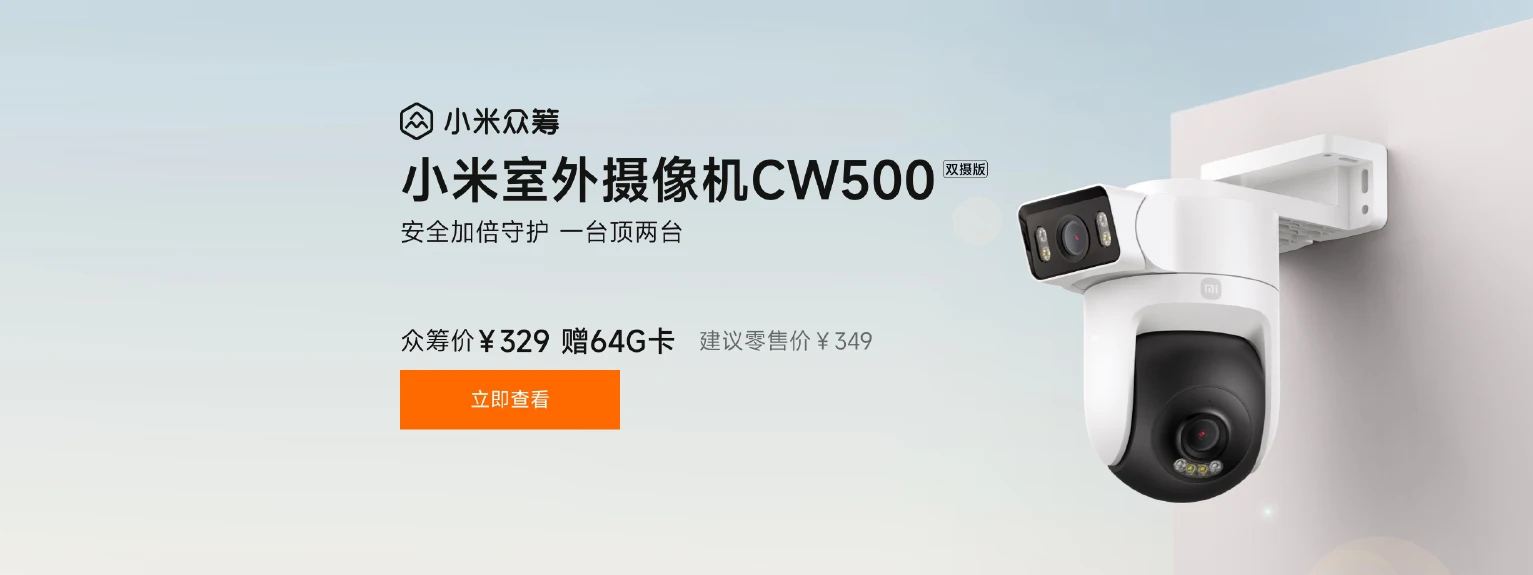 小米众筹
小米室外摄像机CW500 双摄版
安全加倍守护 一台顶两台
众筹价¥329 赠64G卡 建议零售价¥349
立即查看
mi